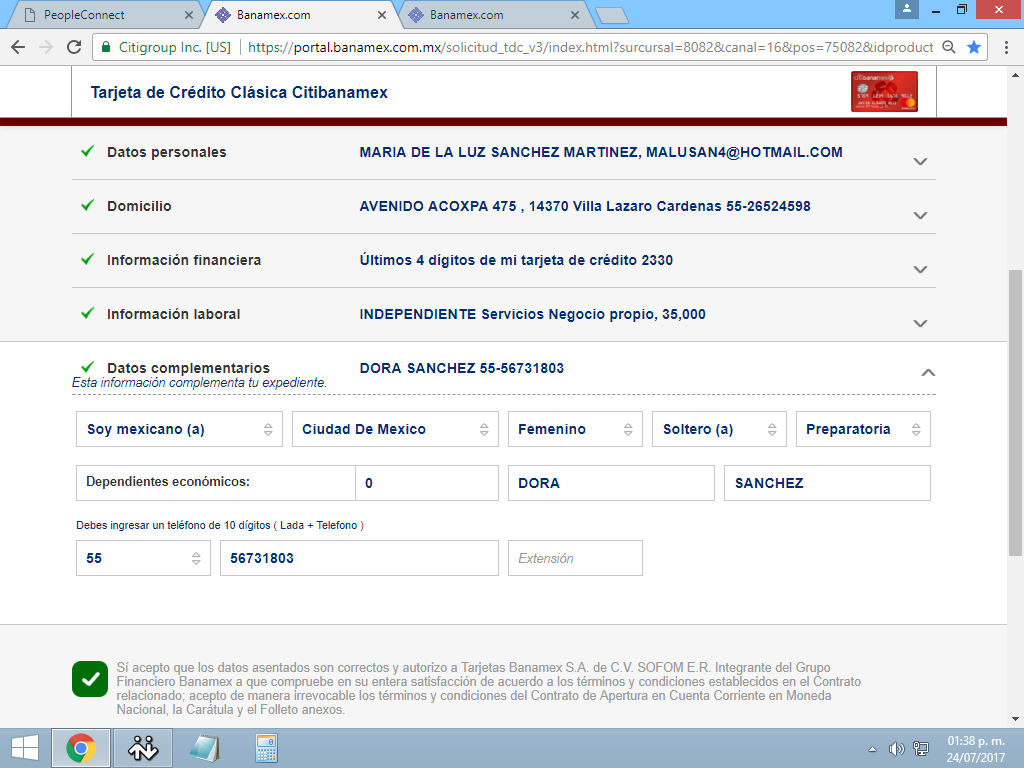 PeopleConnect
Banamex.com
Banamex.com
Citigroup Inc. [US]
https://portal.banamex.com.mx/solicitud_tdc_v3/index.html?surcursal=8082&canal=16&pos=75082&idproduct
Tarjeta de Crédito Clásica Citibanamex
Datos personales MARIA DE LA LUZ SANCHEZ MARTINEZ, MALUSAN4@HOTMAIL.COM
Domicilio AVENIDO ACOXPA 475 , 14370 Villa Lazaro Cardenas 55-26524598
Información financiera Últimos 4 dígitos de mi tarjeta de crédito 2330
Información laboral INDEPENDIENTE Servicios Negocio propio, 35,000
Datos complementarios DORA SANCHEZ 55-56731803
Esta información complementa tu expediente.
Soy mexicano (a) Ciudad De Mexico Femenino Soltero (a) Preparatoria
Dependientes económicos: 0 DORA SANCHEZ
Debes ingresar un teléfono de 10 dígitos ( Lada + Telefono )
55 56731803 Extensión
Sí acepto que los datos asentados son correctos y autorizo a Tarjetas Banamex S.A. de C.V. SOFOM E.R. Integrante del Grupo
Financiero Banamex a que compruebe en su entera satisfacción de acuerdo a los términos y condiciones establecidos en el Contrato
relacionado; acepto de manera irrevocable los términos y condiciones del Contrato de Apertura en Cuenta Corriente en Moneda
Nacional, la Carátula y el Folleto anexos.
01:38 p. m.
24/07/2017